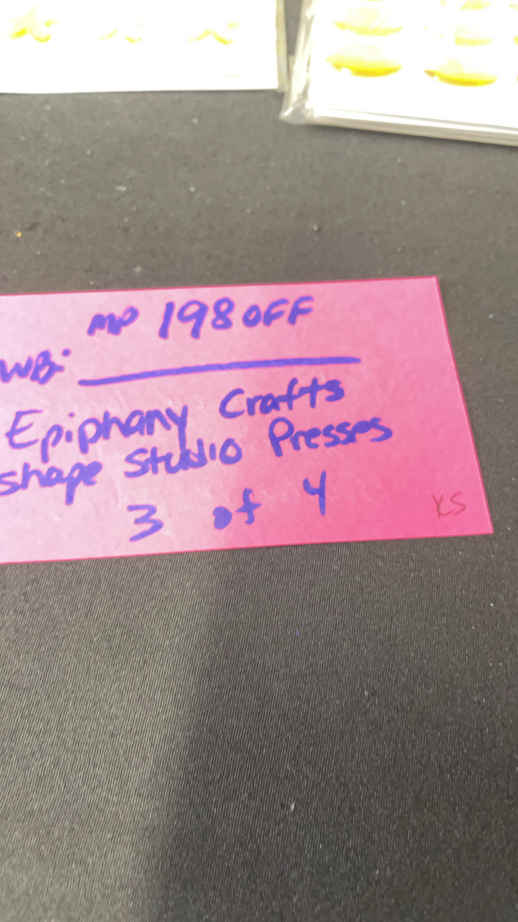 MP 198 OFF
WB:
Epiphany Crafts
shape studio Presses
3 of 4
KS